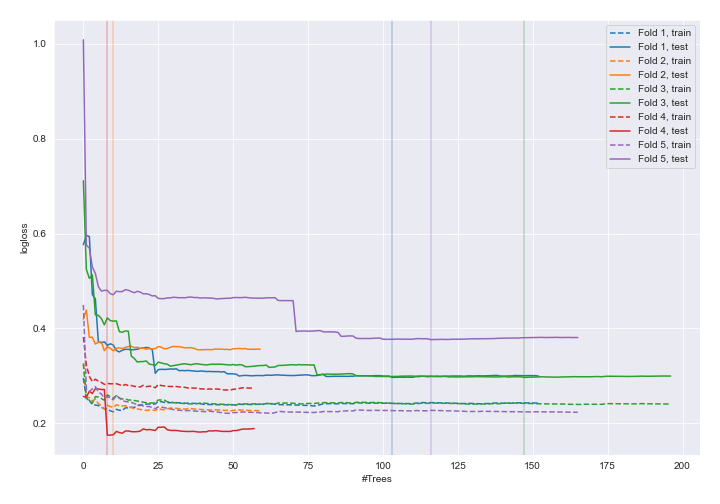 1.0
0.8
0.6
0.4
0.2
logloss
0
25
50
75
100
125
150
175
200
#Trees
Fold 1, train
Fold 1, test
Fold 2, train
Fold 2, test
Fold 3, train
Fold 3, test
Fold 4, train
Fold 4, test
Fold 5, train
Fold 5, test